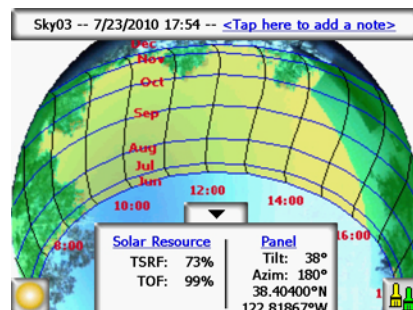 Sky03 -- 7/23/2010 17:54 -- <Tap here to add a note>
Dec
Nov
Oct
Sep
Aug
Jul
Jun
8:00
10:00
12:00
14:00
16:00
Solar Resource
TSRF: 73%
TOF: 99%
Panel
Tilt: 38°
Azim: 180°
38.40400°N
122.81867°W